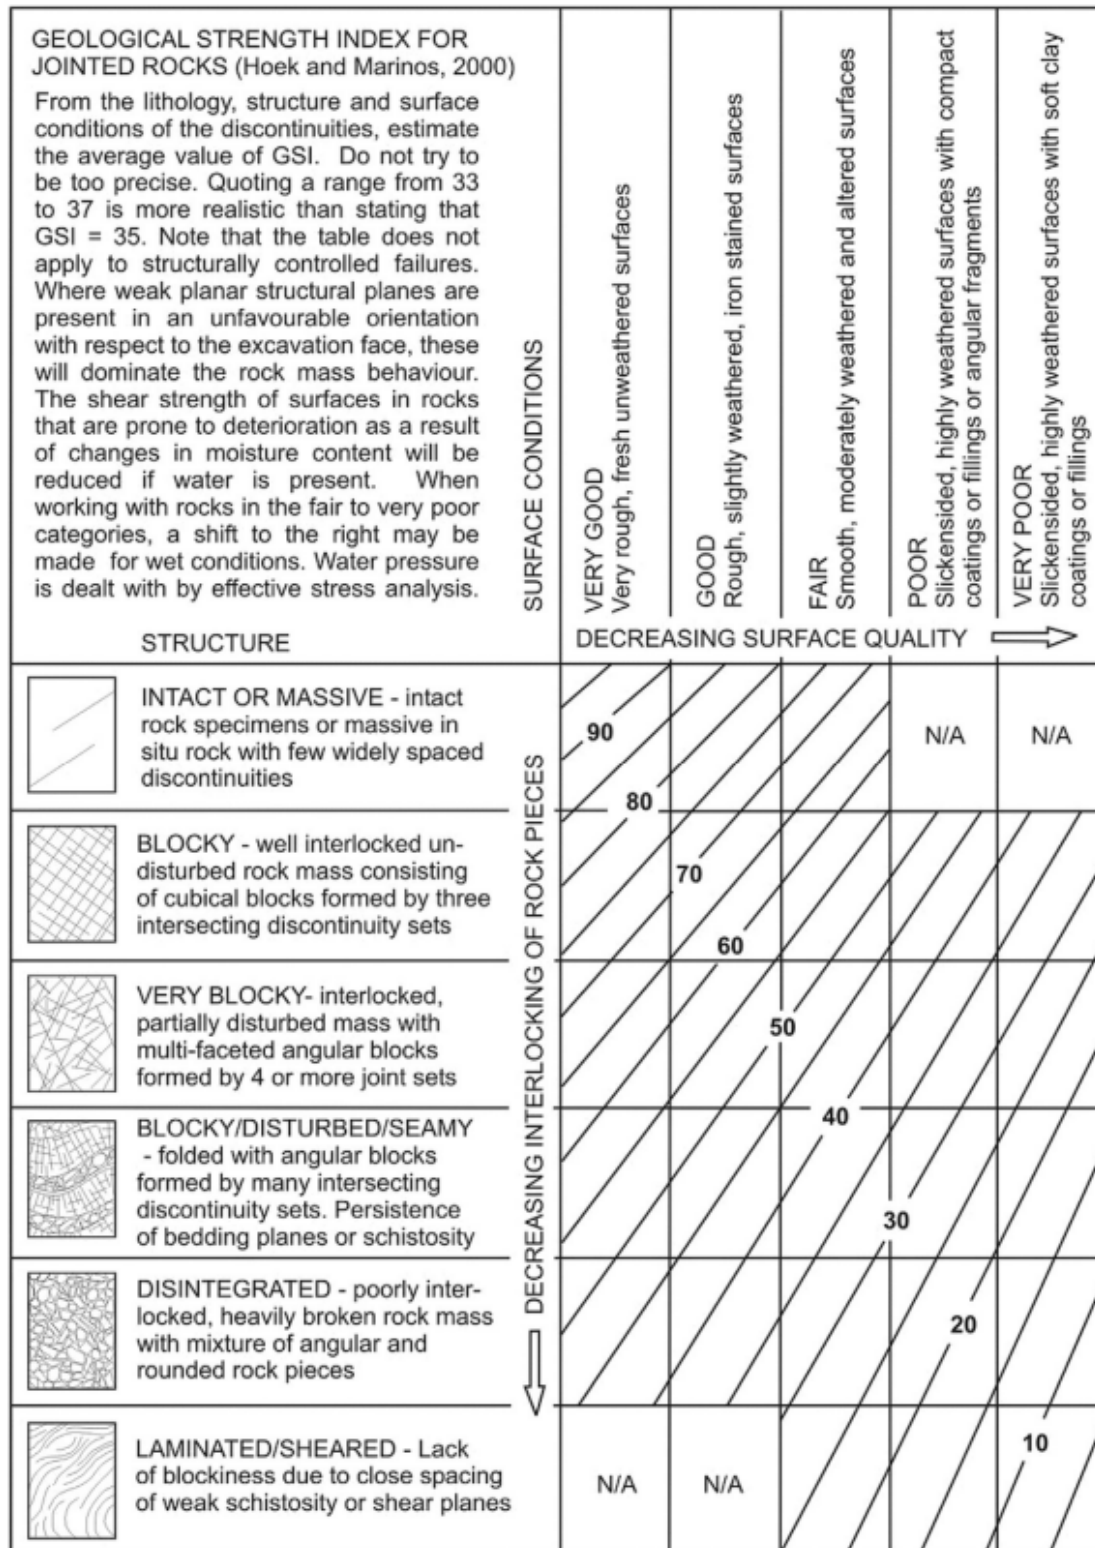 GEOLOGICAL STRENGTH INDEX FOR
JOINTED ROCKS (Hoek and Marinos, 2000)
From the lithology, structure and surface
conditions of the discontinuities, estimate
the average value of GSI. Do not try to
be too precise. Quoting a range from 33
to 37 is more realistic than stating that
GSI = 35. Note that the table does not
apply to structurally controlled failures.
Where weak planar structural planes are
present in an unfavourable orientation
with respect to the excavation face, these
will dominate the rock mass behaviour.
The shear strength of surfaces in rocks
that are prone to deterioration as a result
of changes in moisture content will be
reduced if water is present. When
working with rocks in the fair to very poor
categories, a shift to the right may be
made for wet conditions. Water pressure
is dealt with by effective stress analysis.
STRUCTURE
SURFACE CONDITIONS
VERY GOOD
Very rough, fresh unweathered surfaces
GOOD
Rough, slightly weathered, iron stained surfaces
FAIR
Smooth, moderately weathered and altered surfaces
POOR
Slickensided, highly weathered surfaces with compact
coatings or fillings or angular fragments
VERY POOR
Slickensided, highly weathered surfaces with soft clay
coatings or fillings
DECREASING SURFACE QUALITY
DECREASING INTERLOCKING OF ROCK PIECES
INTACT OR MASSIVE - intact
rock specimens or massive in
situ rock with few widely spaced
discontinuities
90
N/A
N/A
80
BLOCKY - well interlocked un-
disturbed rock mass consisting
of cubical blocks formed by three
intersecting discontinuity sets
70
60
VERY BLOCKY- interlocked,
partially disturbed mass with
multi-faceted angular blocks
formed by 4 or more joint sets
50
BLOCKY/DISTURBED/SEAMY
- folded with angular blocks
formed by many intersecting
discontinuity sets. Persistence
of bedding planes or schistosity
40
30
DISINTEGRATED - poorly inter-
locked, heavily broken rock mass
with mixture of angular and
rounded rock pieces
20
LAMINATED/SHEARED - Lack
of blockiness due to close spacing
of weak schistosity or shear planes
N/A
N/A
10